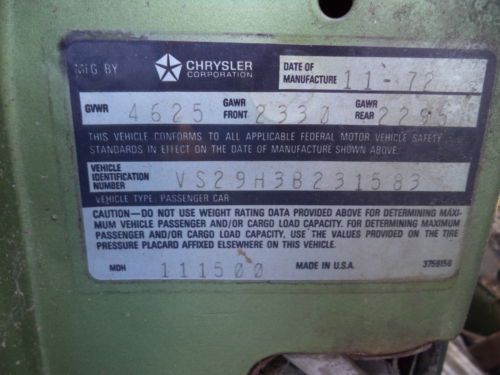 MFG. BY CHRYSLER CORPORATION DATE OF MANUFACTURE 11-72
GVWR 4625 GAWR FRONT 2330 GAWR REAR 2295
THIS VEHICLE CONFORMS TO ALL APPLICABLE FEDERAL MOTOR VEHICLE SAFETY
STANDARDS IN EFFECT ON THE DATE OF MANUFACTURE SHOWN ABOVE.
VEHICLE IDENTIFICATION NUMBER VS29H3B231583
VEHICLE TYPE: PASSENGER CAR
CAUTION—DO NOT USE WEIGHT RATING DATA PROVIDED ABOVE FOR DETERMINING MAXI-
MUM VEHICLE PASSENGER AND/OR CARGO LOAD CAPACITY. FOR DETERMINING MAXIMUM
PASSENGER AND/OR CARGO LOAD CAPACITY, USE THE VALUES PROVIDED ON THE TIRE
PRESSURE PLACARD AFFIXED ELSEWHERE ON THIS VEHICLE.
MDH 111500 MADE IN U.S.A. 3758158